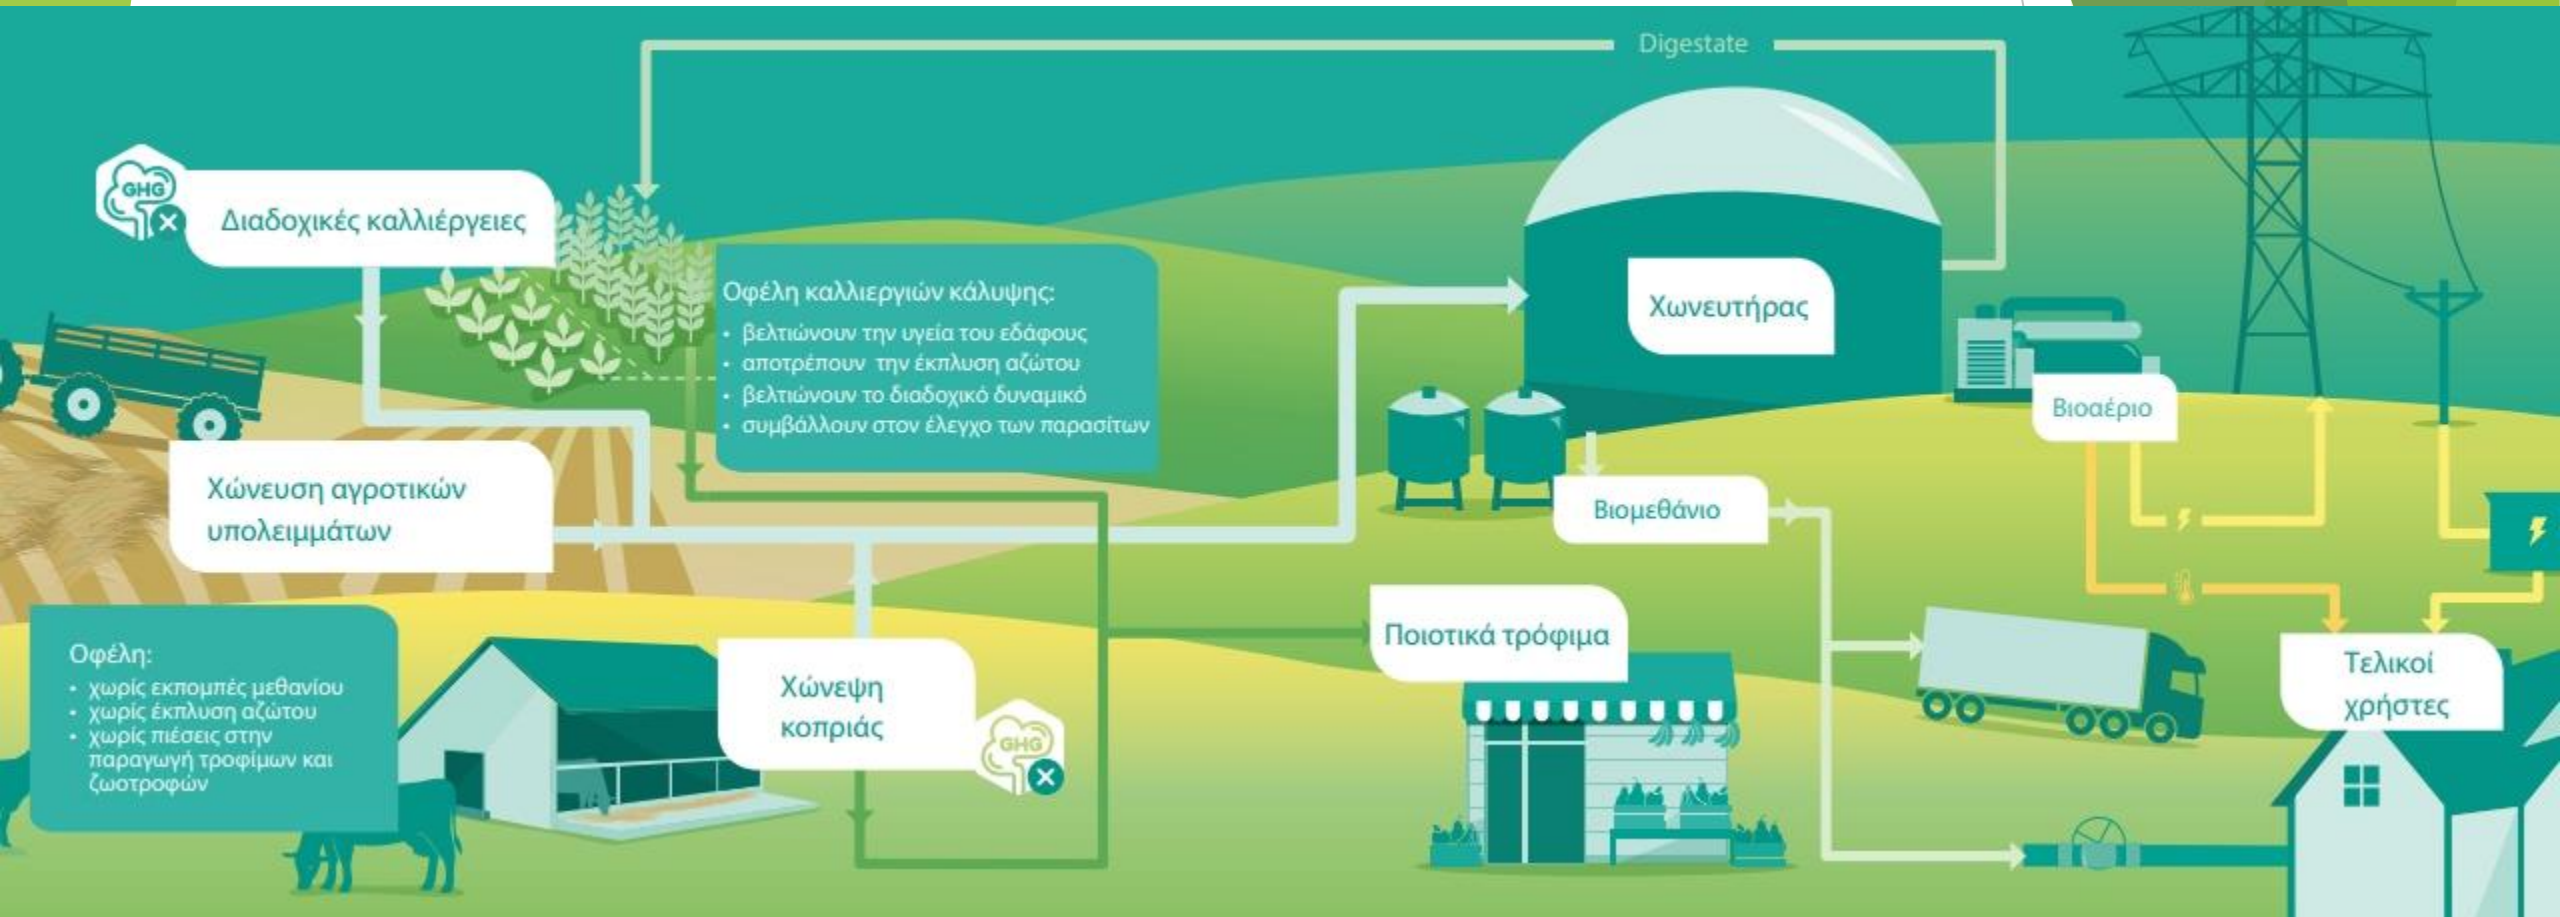 Digestate
GHG
Διαδοχικές καλλιέργειες
Οφέλη καλλιεργιών κάλυψης:
• βελτιώνουν την υγεία του εδάφους
• αποτρέπουν την έκπλυση αζώτου
• βελτιώνουν το διαδοχικό δυναμικό
• συμβάλλουν στον έλεγχο των παρασίτων
Χωνευτήρας
Βιοαέριο
Χώνευση αγροτικών
υπολειμμάτων
Βιομεθάνιο
Οφέλη:
• χωρίς εκπομπές μεθανίου
• χωρίς έκπλυση αζώτου
• χωρίς πιέσεις στην
παραγωγή τροφίμων και
ζωοτροφών
Χώνεψη
κοπριάς
GHG
Ποιοτικά τρόφιμα
Τελικοί
χρήστες